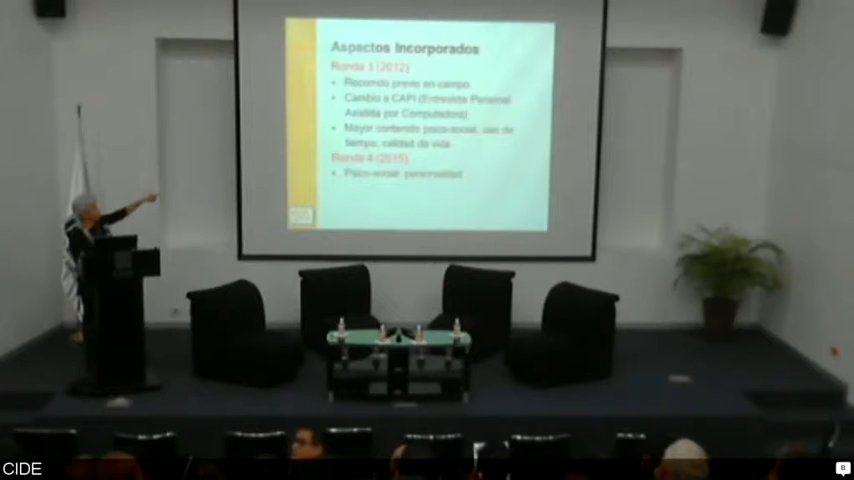 Aspectos Incorporados
Ronda 3 (2012)
• Recorrido previo en campo
• Cambio a CAPI (Entrevista Personal
Asistida por Computadora)
• Mayor contenido psico-social, uso de
tiempo, calidad de vida
Ronda 4 (2015)
• Psico-social: personalidad
CIDE